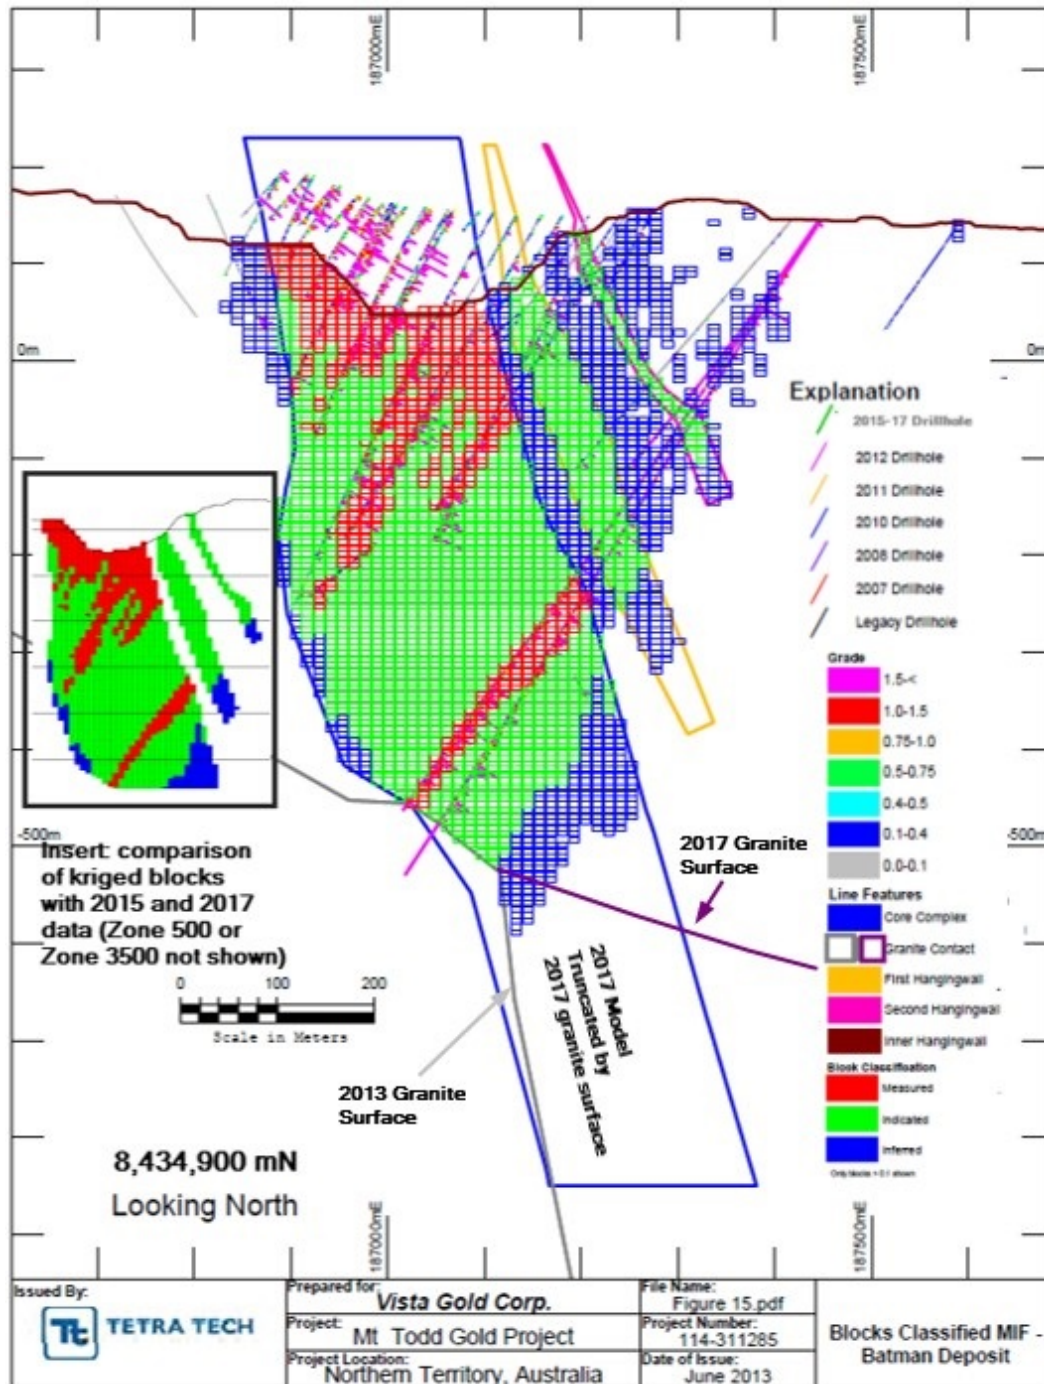 187000mE
187500mE
0m
Explanation
2015-17 Drillhole
2012 Drillhole
2011 Drillhole
2010 Drillhole
2008 Drillhole
2007 Drillhole
Legacy Drillhole
Grade
1.5-<
1.0-1.5
0.75-1.0
0.5-0.75
0.4-0.5
0.1-0.4
0.0-0.1
Line Features
Core Complex
Granite Contact
First Hangingwall
Second Hangingwall
Inner Hangingwall
Block Classification
Measured
Indicated
Inferred
Only blocks > 0.1 shown
-500m
-500m
Insert: comparison
of kriged blocks
with 2015 and 2017
data (Zone 500 or
Zone 3500 not shown)
0 100 200
Scale in Meters
2017 Granite
Surface
2017 Model
Truncated by
2017 granite surface
2013 Granite
Surface
8,434,900 mN
Looking North
187000mE
187500mE
Issued By:
TETRA TECH
Prepared for:
Vista Gold Corp.
Project:
Mt Todd Gold Project
Project Location:
Northern Territory, Australia
File Name:
Figure 15.pdf
Project Number:
114-311285
Date of Issue:
June 2013
Blocks Classified MIF -
Batman Deposit